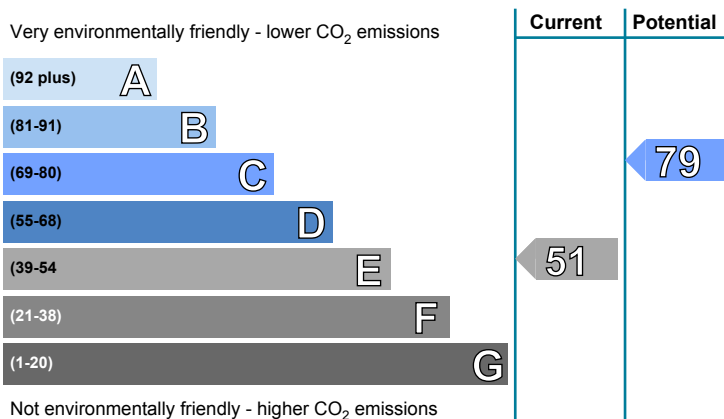 Current Potential
Very environmentally friendly - lower CO2 emissions
(92 plus) A
(81-91) B
(69-80) C
79
(55-68) D
(39-54 E
51
(21-38) F
(1-20) G
Not environmentally friendly - higher CO2 emissions